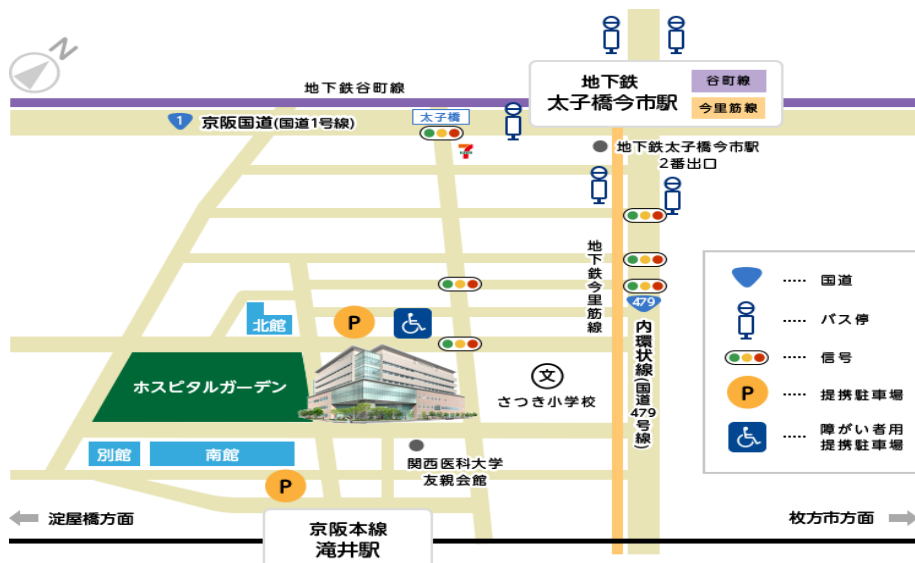 N
地下鉄谷町線
地下鉄
太子橋今市駅
谷町線
今里筋線
1
京阪国道(国道1号線)
太子橋
7
地下鉄太子橋今市駅
2番出口
地下鉄今里筋線
479
内環状線(国道479号線)
北館
P
ホスピタルガーデン
文
さつき小学校
別館
南館
関西医科大学
友親会館
P
淀屋橋方面
京阪本線
滝井駅
枚方市方面
国道
バス停
信号
P
提携駐車場
障がい者用
提携駐車場